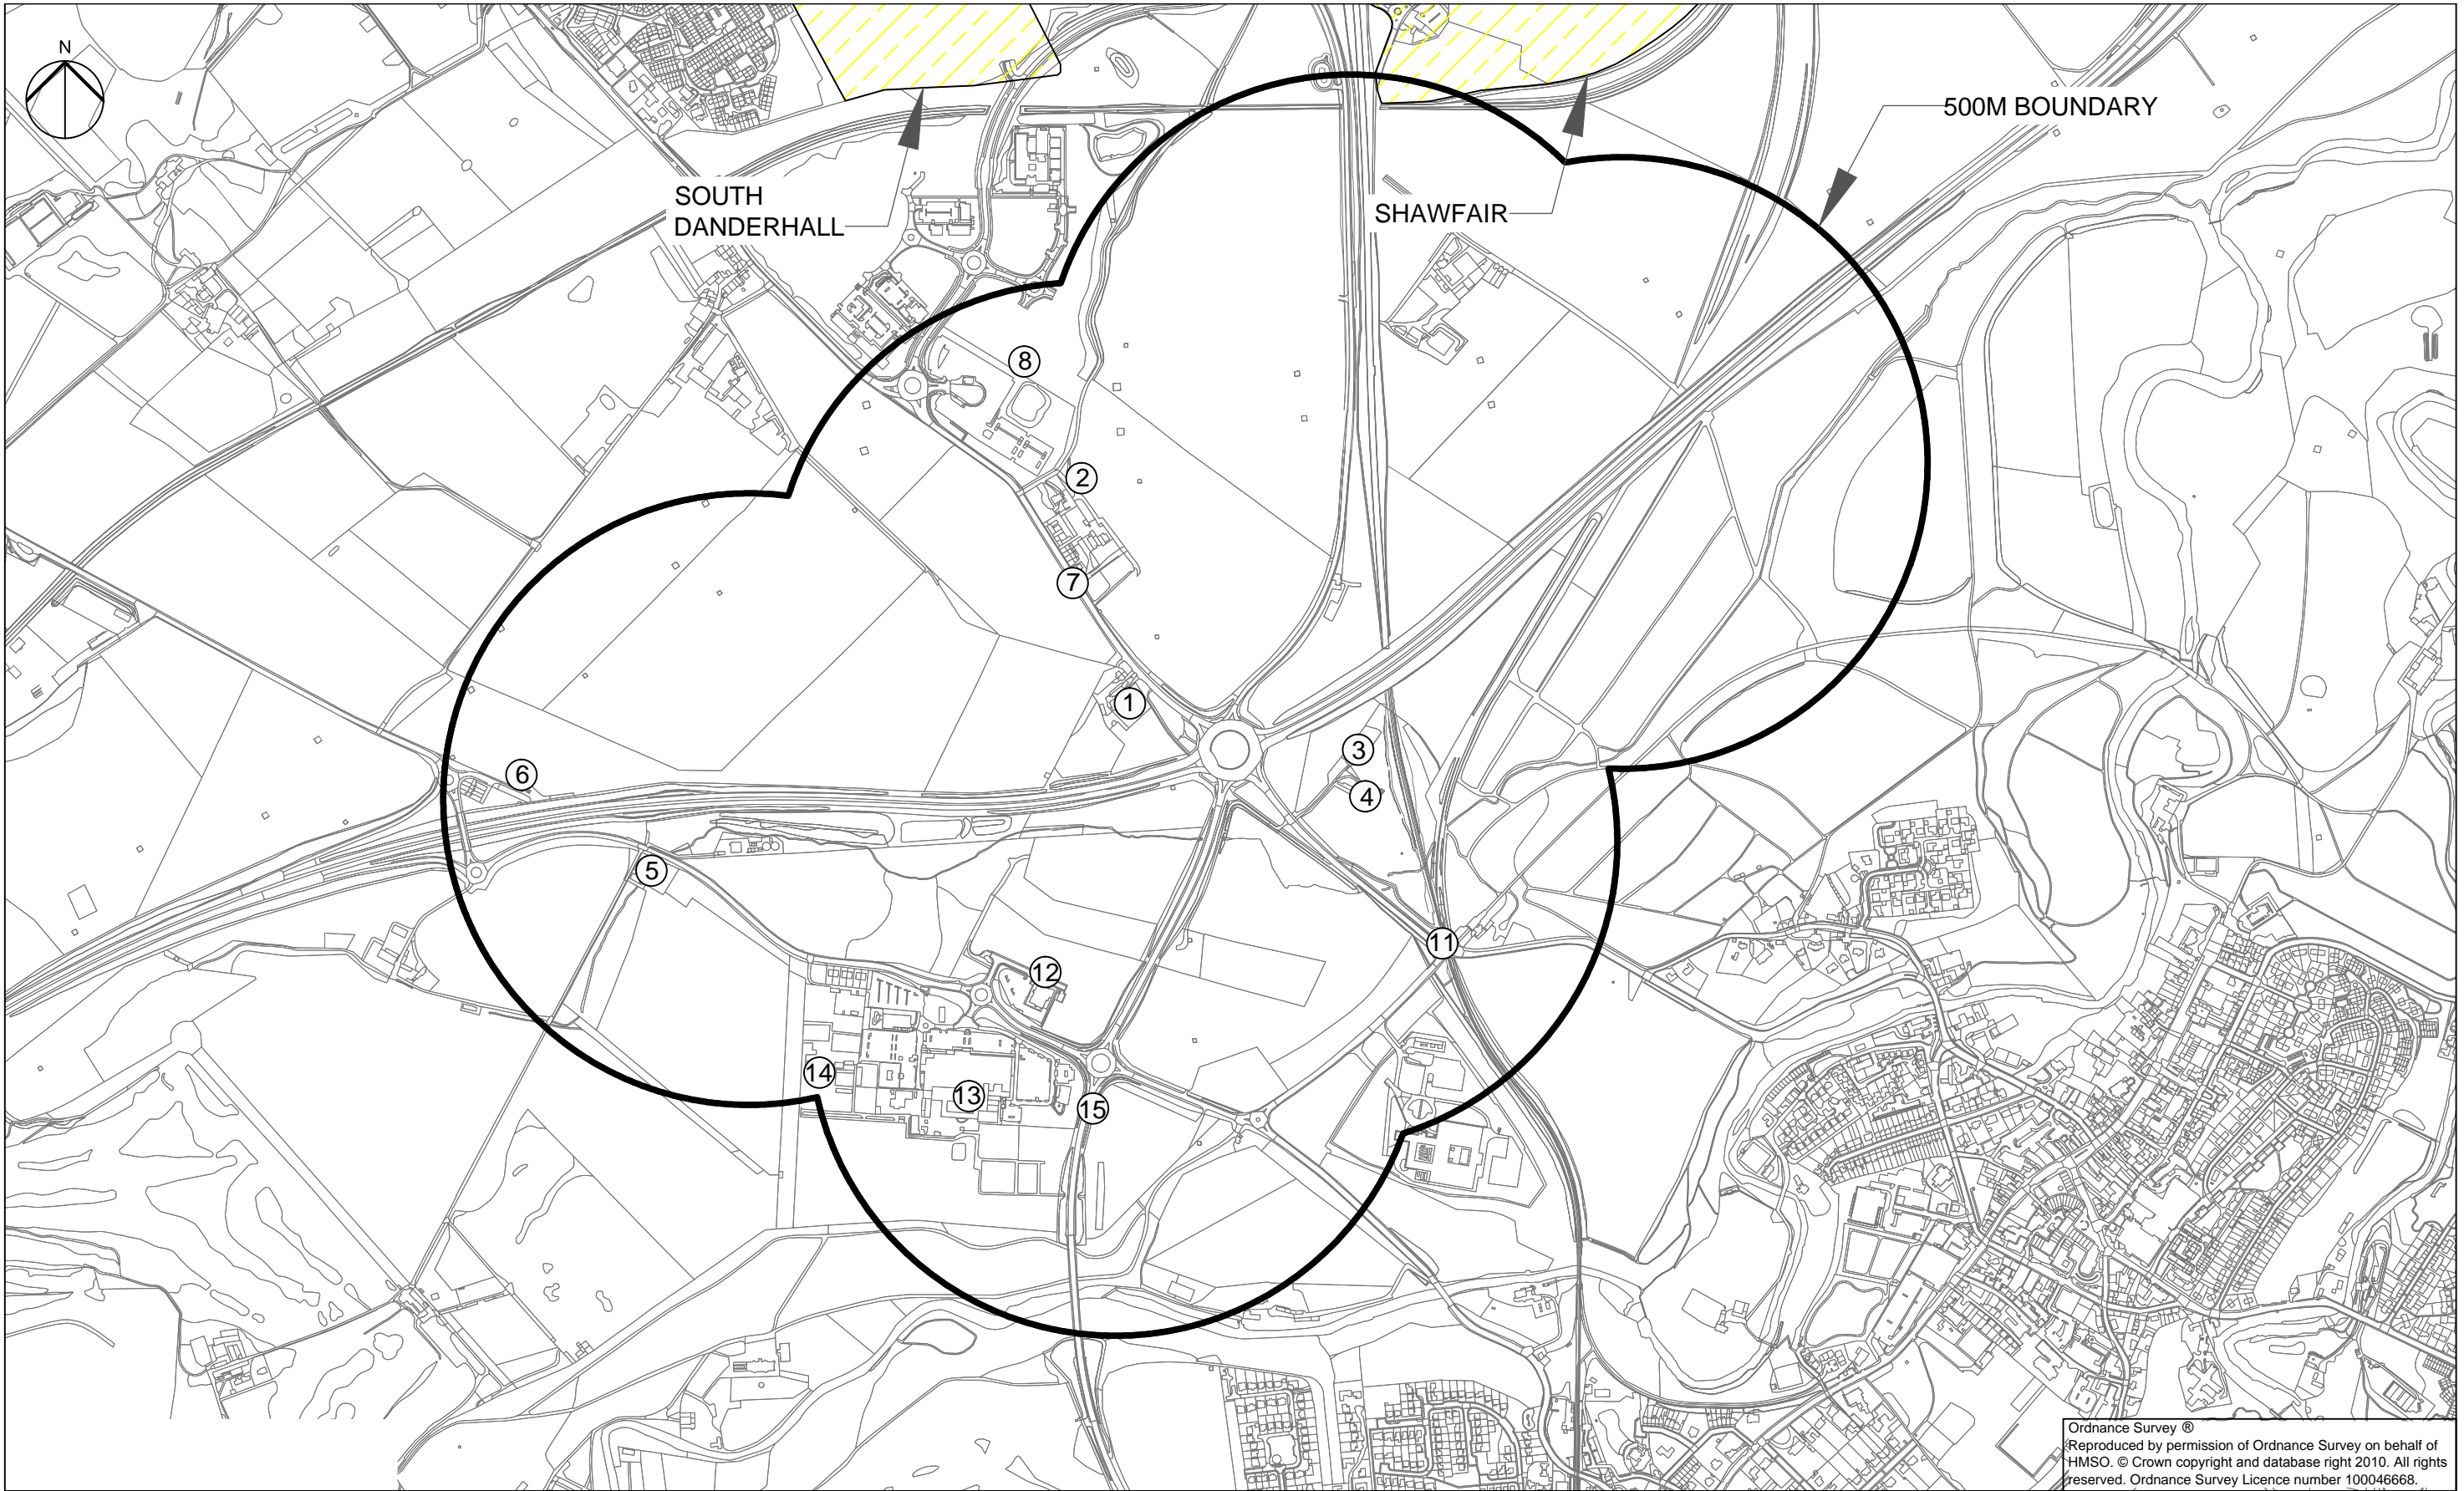 N
500M BOUNDARY
SOUTH
DANDERHALL
SHAWFAIR
8
2
7
1
3
6
4
5
11
12
14
13
15
Ordnance Survey ®
Reproduced by permission of Ordnance Survey on behalf of
HMSO. © Crown copyright and database right 2010. All rights
reserved. Ordnance Survey Licence number 100046668.